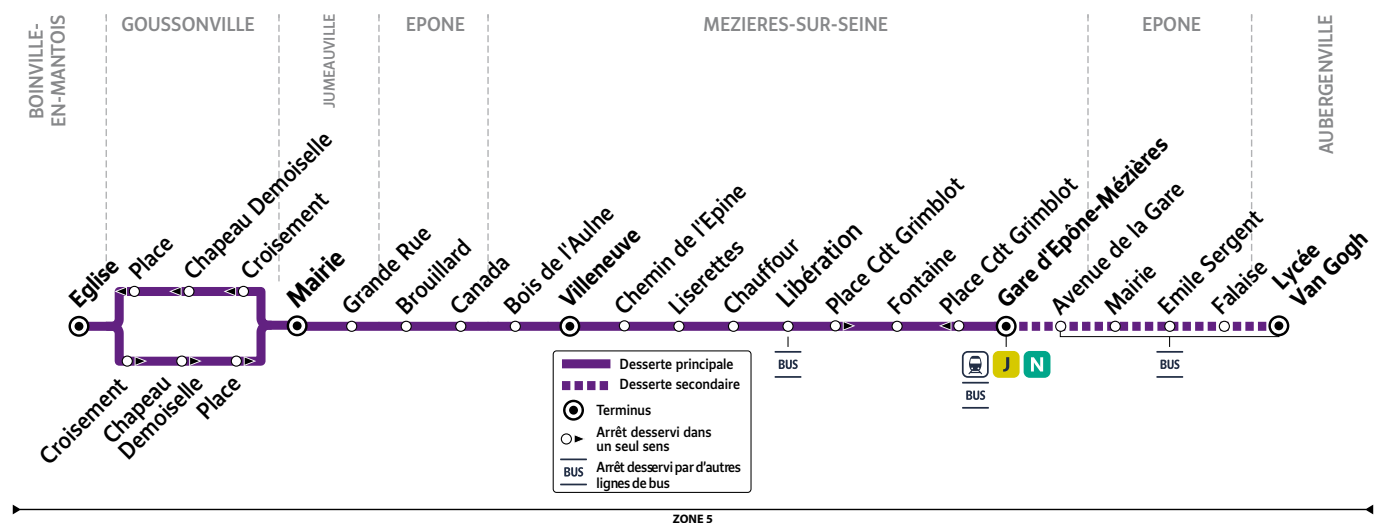 BOINVILLE-
EN-MANTOIS
GOUSSONVILLE
JUMEAUVILLE
EPONE
MEZIERES-SUR-SEINE
EPONE
AUBERGENVILLE
Eglise
Place
Chapeau Demoiselle
Croisement
Croisement
Chapeau
Demoiselle
Place
Mairie
Grande Rue
Brouillard
Canada
Bois de l'Aulne
Villeneuve
Chemin de l'Epine
Liserettes
Chauffour
Libération
Place Cdt Grimblot
Fontaine
Place Cdt Grimblot
Gare d'Epône-Mézières
Avenue de la Gare
Mairie
Emile Sergent
Falaise
Lycée
Van Gogh
BUS
J
N
BUS
BUS
Desserte principale
Desserte secondaire
Terminus
Arrêt desservi dans
un seul sens
BUS
Arrêt desservi par d'autres
lignes de bus
ZONE 5